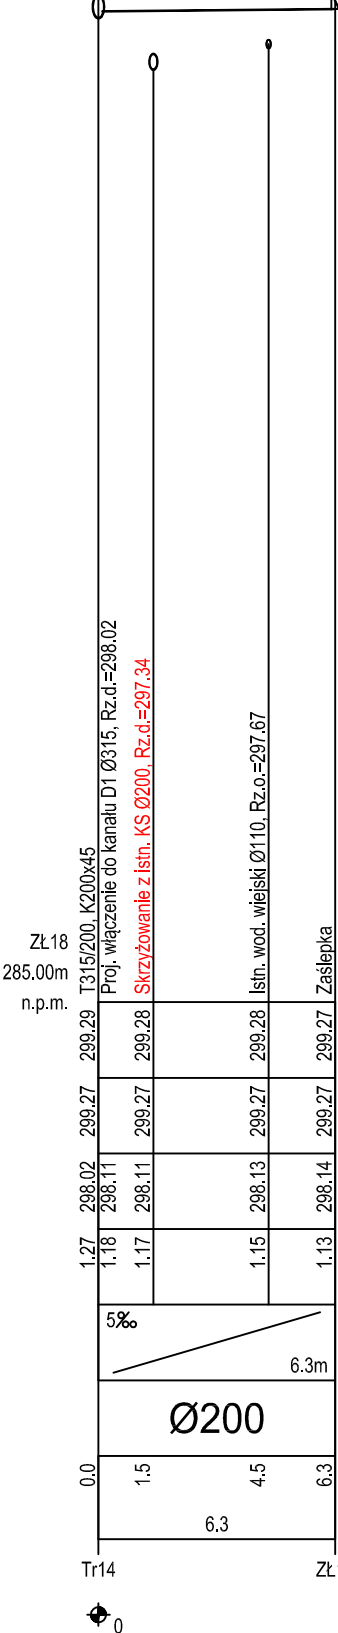 T315/200, K200x45
Proj. włączenie do kanału D1 Ø315, Rz.d.=298.02
Skrzyżowanie z istn. KS Ø200, Rz.d.=297.34
Istn. wod. wiejski Ø110, Rz.o.=297.67
Zaślepka
ZŁ18
285.00m
n.p.m.
299.29 299.28 299.28 299.27
299.27 299.27 299.27 299.27
298.02 298.11 298.11 298.13 298.14
1.27 1.18 1.17 1.15 1.13
5‰
6.3m
Ø200
0.0 1.5 4.5 6.3
6.3
Tr14 ZŁ
0